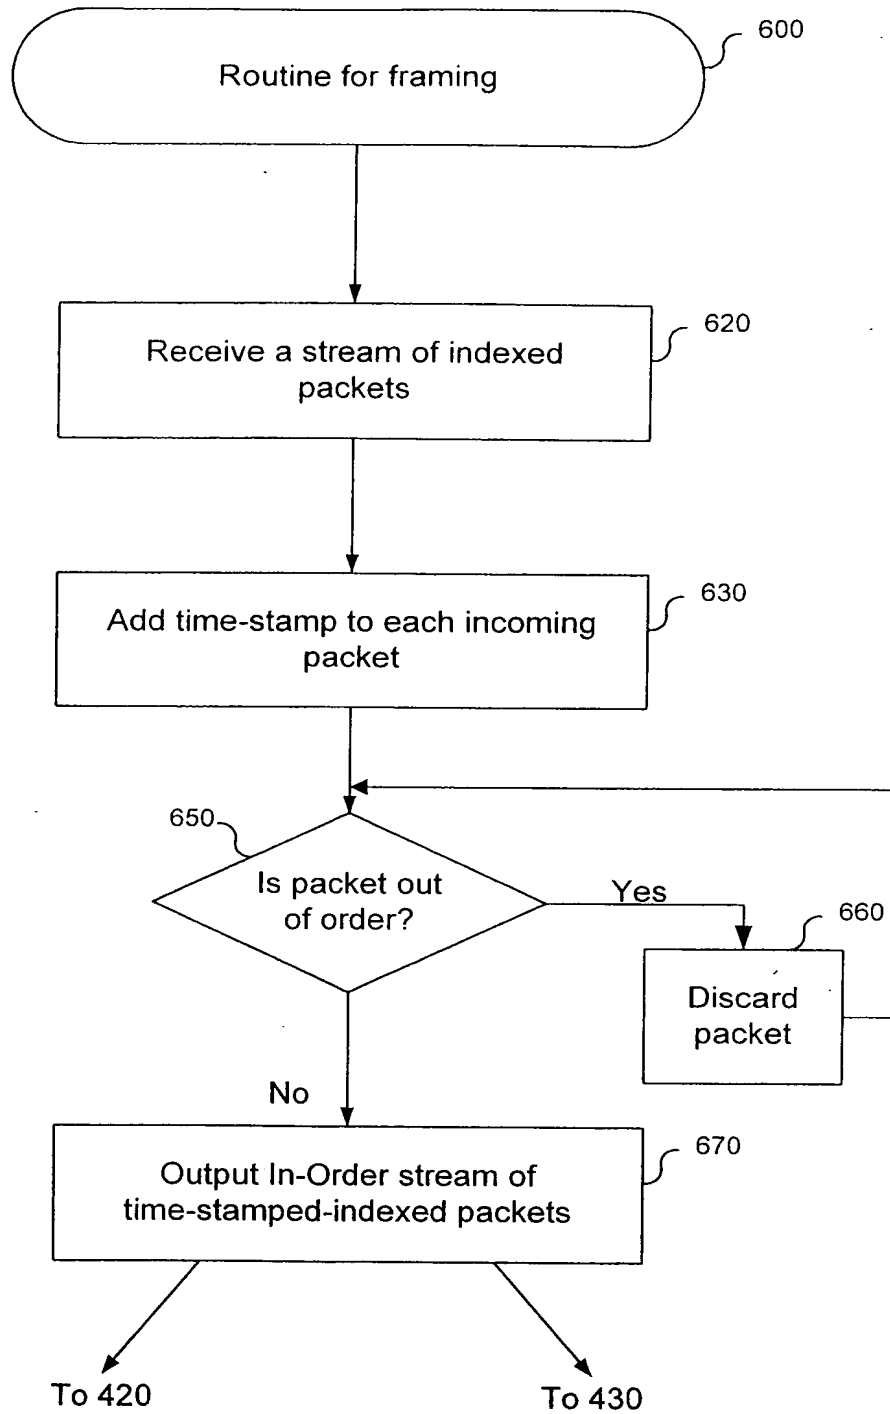 600
Routine for framing
620
Receive a stream of indexed
packets
630
Add time-stamp to each incoming
packet
650
Is packet out
of order?
Yes
660
Discard
packet
No
670
Output In-Order stream of
time-stamped-indexed packets
To 420
To 430